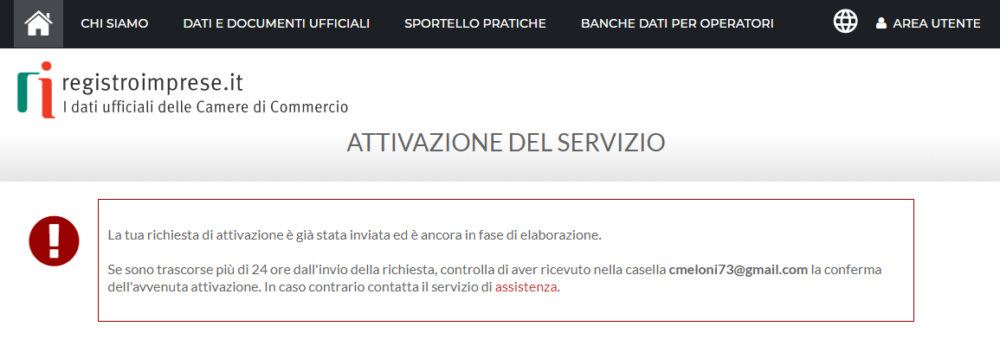 CHI SIAMO DATI E DOCUMENTI UFFICIALI SPORTELLO PRATICHE BANCHE DATI PER OPERATORI AREA UTENTE
registroimprese.it
I dati ufficiali delle Camere di Commercio
ATTIVAZIONE DEL SERVIZIO
La tua richiesta di attivazione è già stata inviata ed è ancora in fase di elaborazione.
Se sono trascorse più di 24 ore dall'invio della richiesta, controlla di aver ricevuto nella casella cmeloni73@gmail.com la conferma
dell'avvenuta attivazione. In caso contrario contatta il servizio di assistenza.